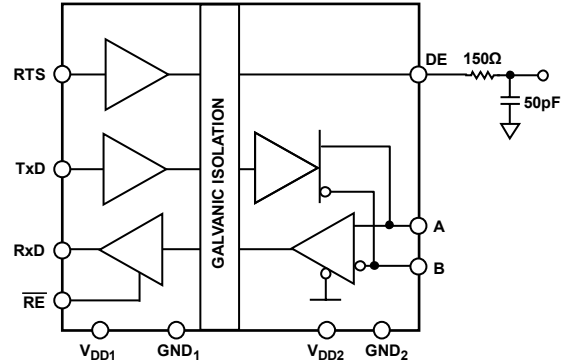 RTS
DE
150Ω
50pF
TxD
GALVANIC ISOLATION
A
RxD
B
RE
VDD1
GND1
VDD2
GND2